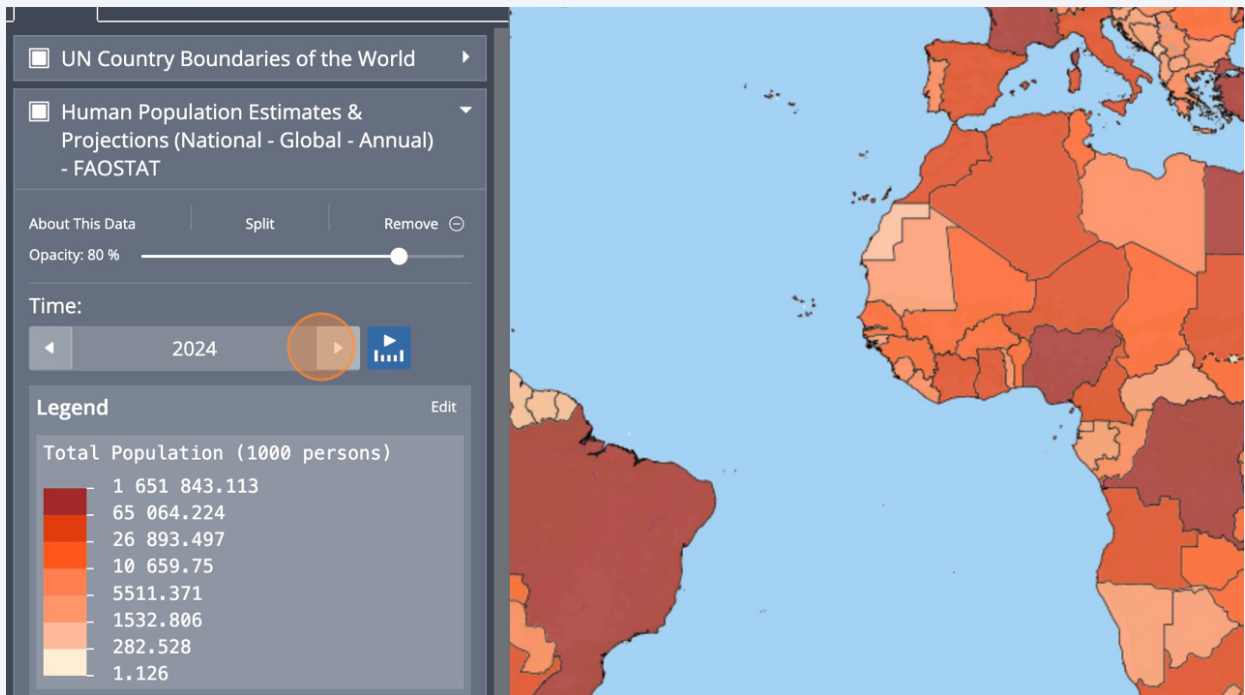 UN Country Boundaries of the World
Human Population Estimates &
Projections (National - Global - Annual)
- FAOSTAT
About This Data
Split
Remove
Opacity: 80 %
Time:
2024
Legend
Edit
Total Population (1000 persons)
1 651 843.113
65 064.224
26 893.497
10 659.75
5511.371
1532.806
282.528
1.126